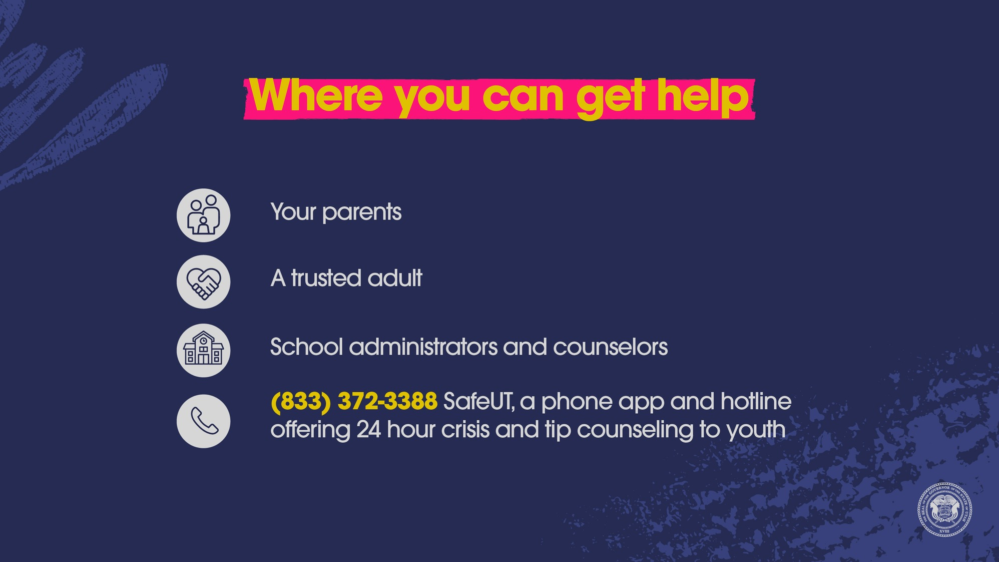 Where you can get help
Your parents
A trusted adult
School administrators and counselors
(833) 372-3388 SafeUT, a phone app and hotline
offering 24 hour crisis and tip counseling to youth
THE SEAL OF THE GOVERNOR OF THE STATE OF UTAH
XVIII